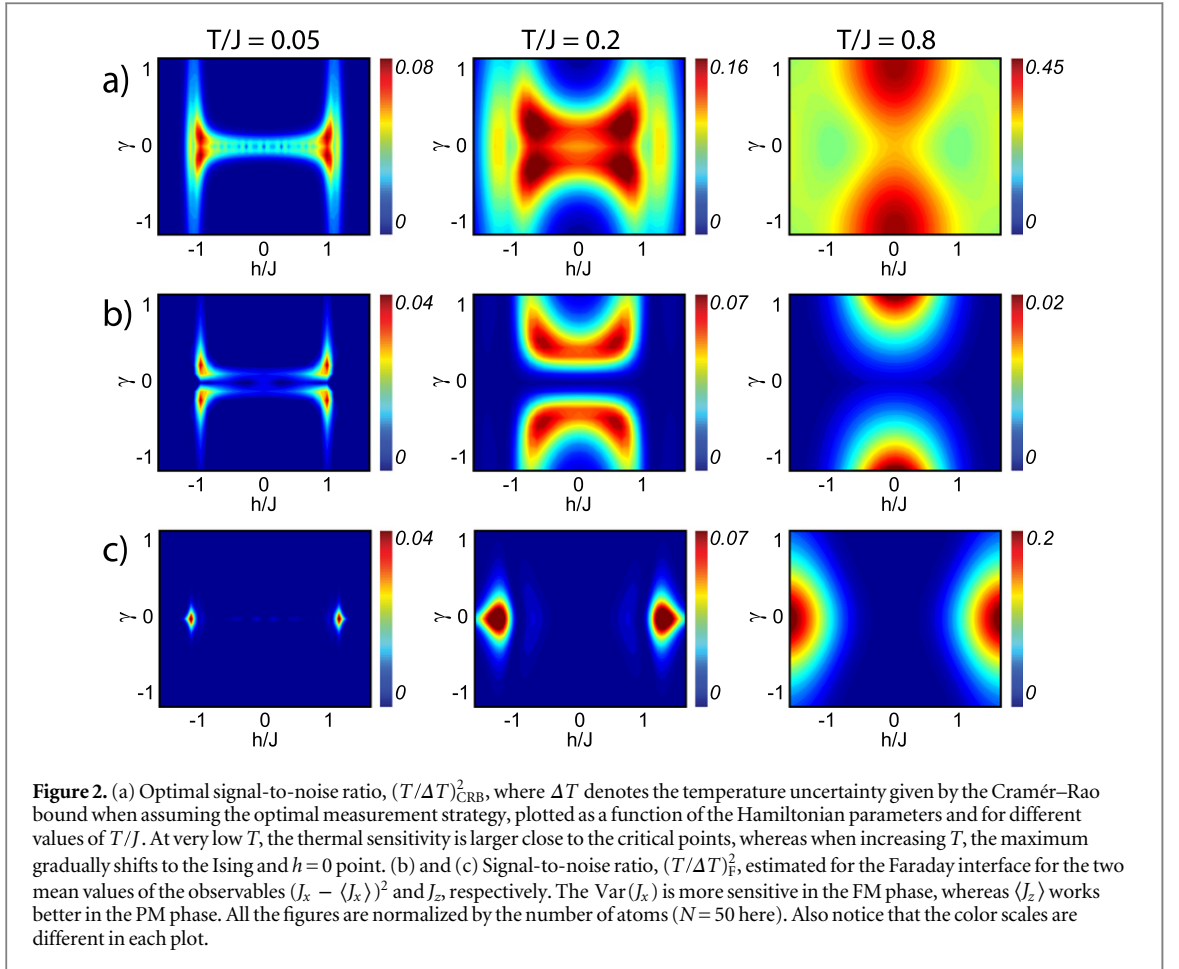 T/J = 0.05 T/J = 0.2 T/J = 0.8
a) 1 0.08 1 0.16 1 0.45
γ 0 γ 0 γ 0
-1 0 -1 0 -1 0
-1 0 1 -1 0 1 -1 0 1
h/J h/J h/J
b) 1 0.04 1 0.07 1 0.02
γ 0 γ 0 γ 0
-1 0 -1 0 -1 0
-1 0 1 -1 0 1 -1 0 1
h/J h/J h/J
c) 1 0.04 1 0.07 1 0.2
γ 0 γ 0 γ 0
-1 0 -1 0 -1 0
-1 0 1 -1 0 1 -1 0 1
h/J h/J h/J
Figure 2. (a) Optimal signal-to-noise ratio, (T/ΔT)²_CRB, where ΔT denotes the temperature uncertainty given by the Cramér–Rao
bound when assuming the optimal measurement strategy, plotted as a function of the Hamiltonian parameters and for different
values of T/J. At very low T, the thermal sensitivity is larger close to the critical points, whereas when increasing T, the maximum
gradually shifts to the Ising and h = 0 point. (b) and (c) Signal-to-noise ratio, (T/ΔT)²_F, estimated for the Faraday interface for the two
mean values of the observables (J_x − ⟨J_x⟩)² and J_z, respectively. The Var(J_x) is more sensitive in the FM phase, whereas ⟨J_z⟩ works
better in the PM phase. All the figures are normalized by the number of atoms (N = 50 here). Also notice that the color scales are
different in each plot.